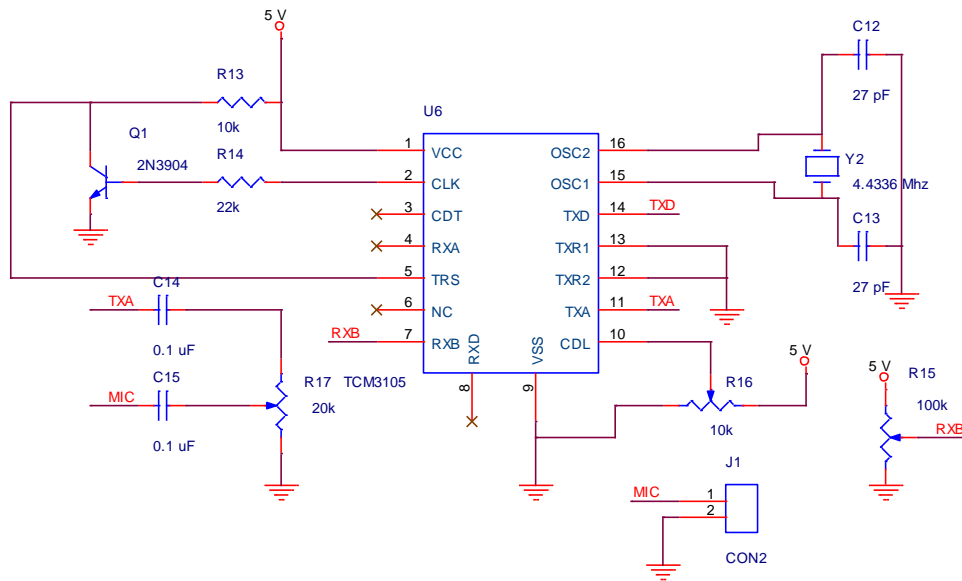 5 V
C12
27 pF
R13
10k
U6
Q1
2N3904
R14
22k
1 VCC
OSC2 16
2 CLK
OSC1 15
3 CDT
TXD 14 TXD
4 RXA
TXR1 13
5 TRS
TXR2 12
6 NC
TXA 11 TXA
RXB 7 RXB
CDL 10
RXD 8
VSS 9
TCM3105
Y2
4.4336 Mhz
C13
27 pF
TXA
C14
0.1 uF
MIC
C15
0.1 uF
R17
20k
R16
10k
5 V
5 V
R15
100k
RXB
J1
MIC 1
2
CON2